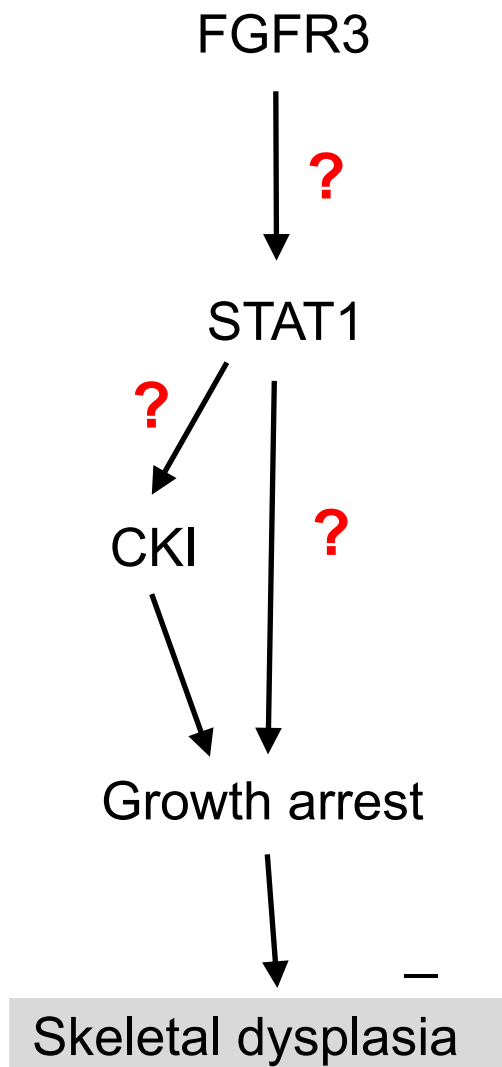 FGFR3
?
STAT1
?
CKI
?
Growth arrest
Skeletal dysplasia